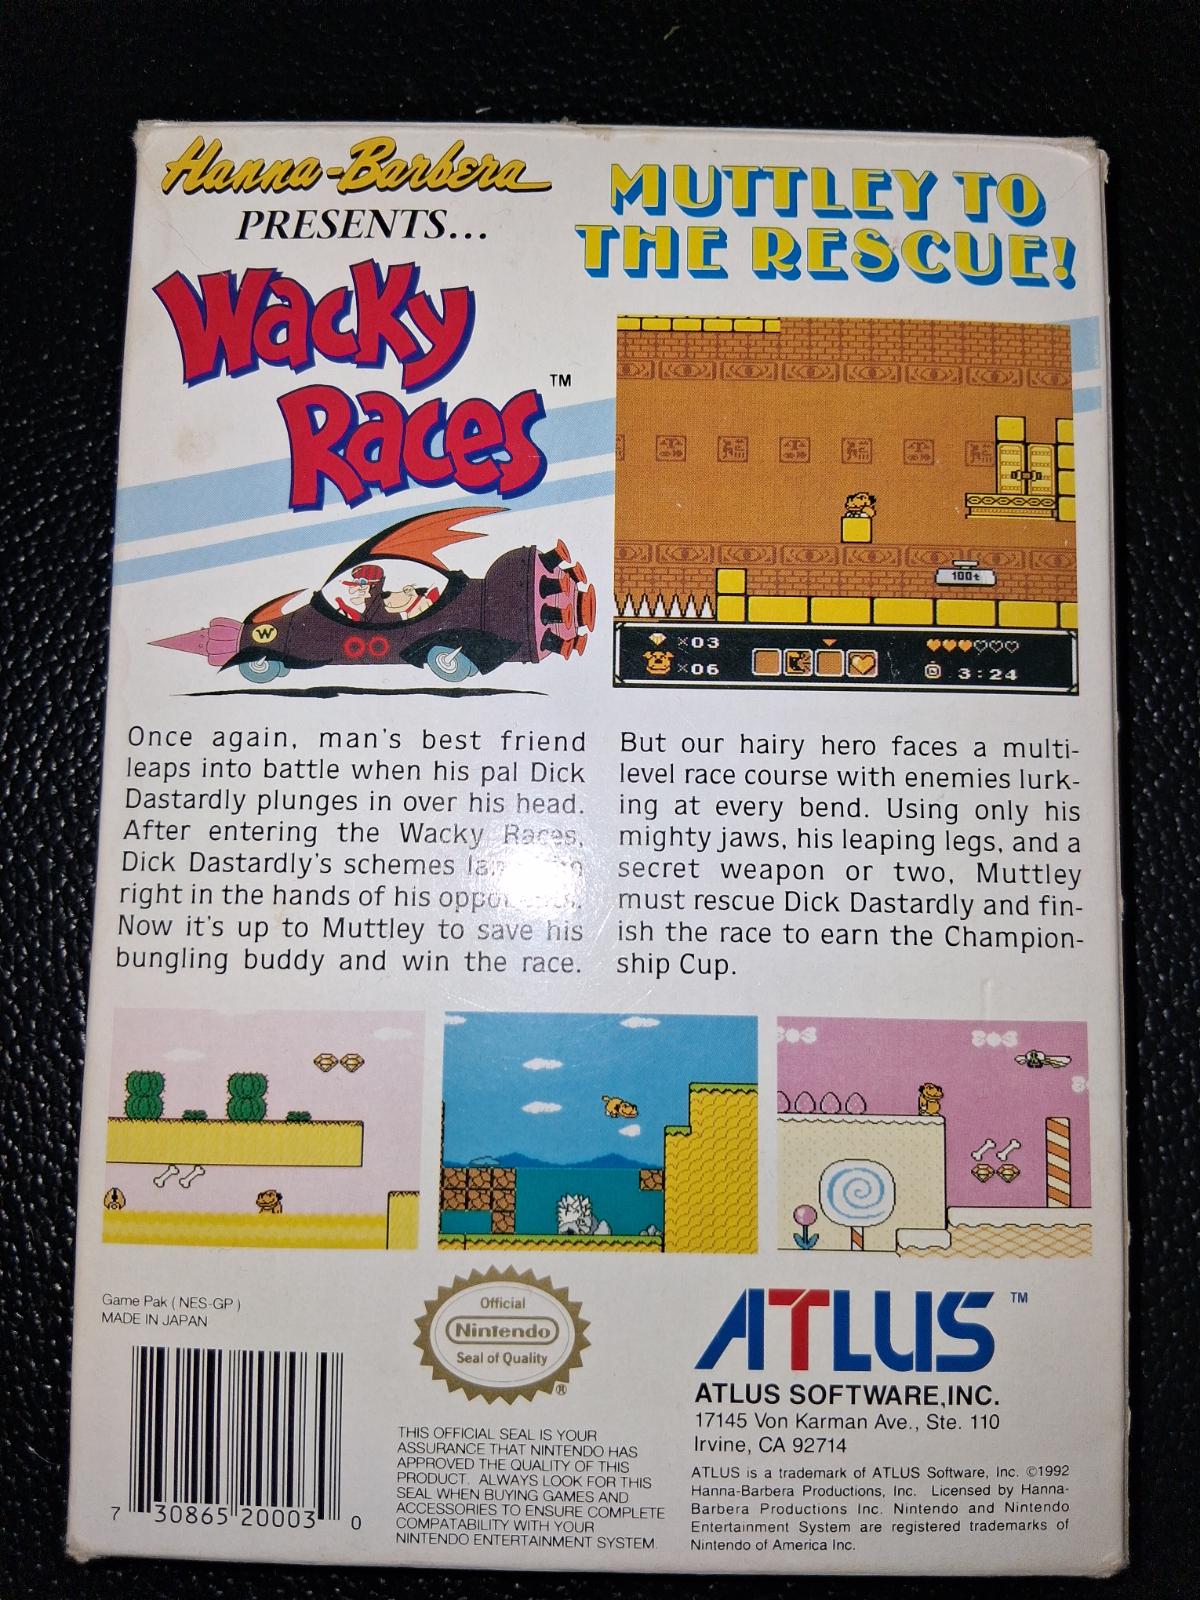 Hanna-Barbera
PRESENTS...
Wacky
Races
TM
MUTTLEY TO
THE RESCUE!
100t
×03
×06
3:24
W
00
Once again, man's best friend
leaps into battle when his pal Dick
Dastardly plunges in over his head.
After entering the Wacky Races,
Dick Dastardly's schemes
right in the hands of his opponents.
Now it's up to Muttley to save his
bungling buddy and win the race.
But our hairy hero faces a multi-
level race course with enemies lurk-
ing at every bend. Using only his
mighty jaws, his leaping legs, and a
secret weapon or two, Muttley
must rescue Dick Dastardly and fin-
ish the race to earn the Champion-
ship Cup.
Game Pak (NES-GP)
MADE IN JAPAN
7 30865 20003 0
Official
Nintendo
Seal of Quality
®
THIS OFFICIAL SEAL IS YOUR
ASSURANCE THAT NINTENDO HAS
APPROVED THE QUALITY OF THIS
PRODUCT. ALWAYS LOOK FOR THIS
SEAL WHEN BUYING GAMES AND
ACCESSORIES TO ENSURE COMPLETE
COMPATABILITY WITH YOUR
NINTENDO ENTERTAINMENT SYSTEM.
ATLUS TM
ATLUS SOFTWARE,INC.
17145 Von Karman Ave., Ste. 110
Irvine, CA 92714
ATLUS is a trademark of ATLUS Software, Inc. ©1992
Hanna-Barbera Productions, Inc. Licensed by Hanna-
Barbera Productions Inc. Nintendo and Nintendo
Entertainment System are registered trademarks of
Nintendo of America Inc.